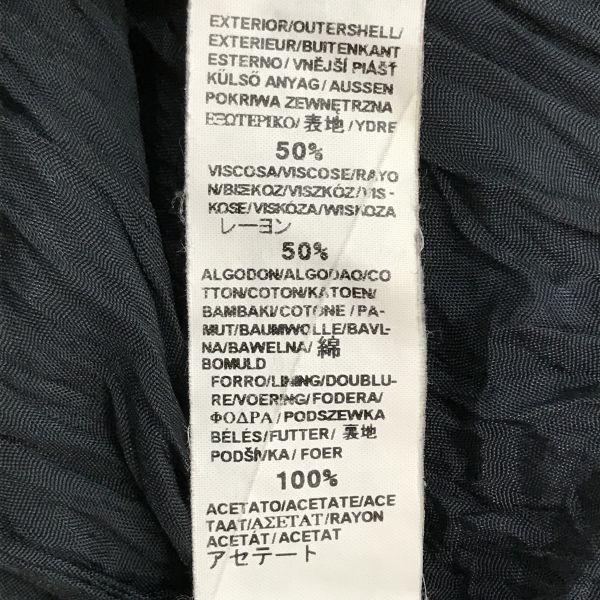 EXTERIOR/OUTERSHELL/
EXTERIEUR/BUITENKANT
ESTERNO/VNĚJŠÍ PIÁŠT
KÜLSŐ ANYAG/AUSSEN
POKRIWA ZEWNĘTRZNA
ΕΞΩΤΕΡΙΚΟ/表地/YDRE
50%
VISCOSA/VISCOSE/RAYO
N/ΒΙΣΚΟΖ/VISZKÓZ/VIS-
KOSE/VISKÓZA/WISKOZA
レーヨン
50%
ALGODON/ALGODAO/CO
TTON/COTON/KATOEN/
BAMBAKI/COTONE/PA-
MUT/BAUMWOLLE/BAVL-
NA/BAWELNA/綿
BOMULD
FORRO/LINING/DOUBLU-
RE/VOERING/FODERA/
ΦΟΔΡΑ/PODSZEWKA
BÉLÉS/FUTTER/裏地
PODŠÍVKA/FOER
100%
ACETATO/ACETATE/ACE
TAAT/ΑΣΕΤΑΤ/RAYON
ACETÁT/ACETAT
アセテート